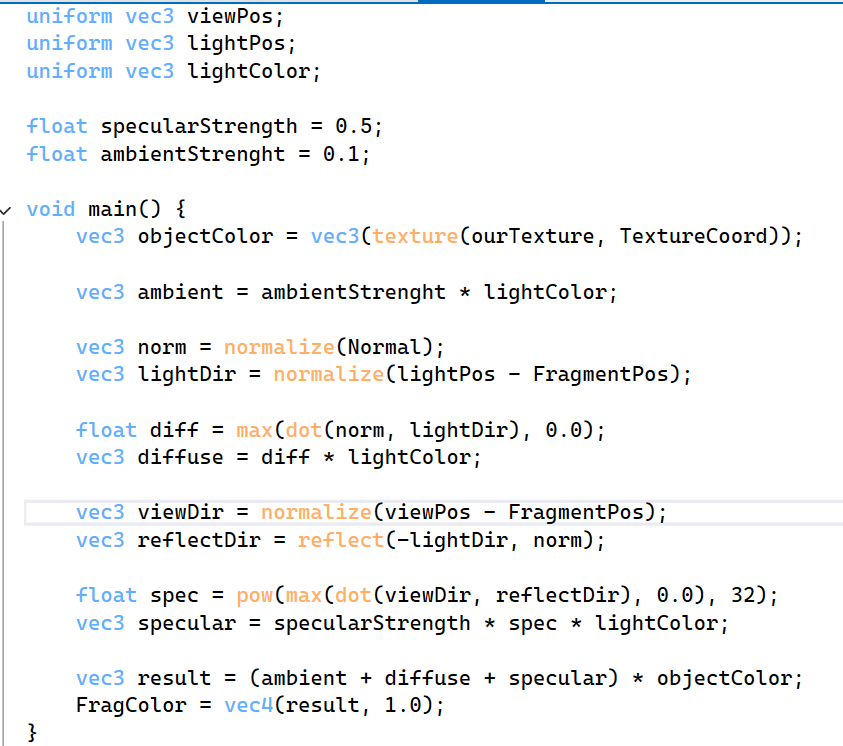 uniform vec3 viewPos;
uniform vec3 lightPos;
uniform vec3 lightColor;
float specularStrength = 0.5;
float ambientStrenght = 0.1;
void main() {
vec3 objectColor = vec3(texture(ourTexture, TextureCoord));
vec3 ambient = ambientStrenght * lightColor;
vec3 norm = normalize(Normal);
vec3 lightDir = normalize(lightPos - FragmentPos);
float diff = max(dot(norm, lightDir), 0.0);
vec3 diffuse = diff * lightColor;
vec3 viewDir = normalize(viewPos - FragmentPos);
vec3 reflectDir = reflect(-lightDir, norm);
float spec = pow(max(dot(viewDir, reflectDir), 0.0), 32);
vec3 specular = specularStrength * spec * lightColor;
vec3 result = (ambient + diffuse + specular) * objectColor;
FragColor = vec4(result, 1.0);
}